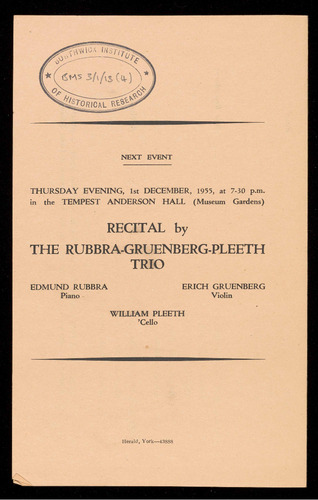 BORTHWICK INSTITUTE
BMS 3/1/13 (4)
OF HISTORICAL RESEARCH
NEXT EVENT
THURSDAY EVENING, 1st DECEMBER, 1955, at 7-30 p.m.
in the TEMPEST ANDERSON HALL (Museum Gardens)
RECITAL by
THE RUBBRA-GRUENBERG-PLEETH
TRIO
EDMUND RUBBRA ERICH GRUENBERG
Piano Violin
WILLIAM PLEETH
'Cello
Herald, York—